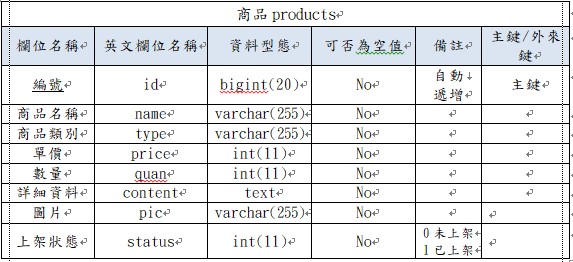 商品 products
欄位名稱 英文欄位名稱 資料型態 可否為空值 備註 主鍵/外來鍵
編號 id bigint(20) No 自動↓遞增 主鍵
商品名稱 name varchar(255) No
商品類別 type varchar(255) No
單價 price int(11) No
數量 quan int(11) No
詳細資料 content text No
圖片 pic varchar(255) No
上架狀態 status int(11) No 0 未上架 1 已上架